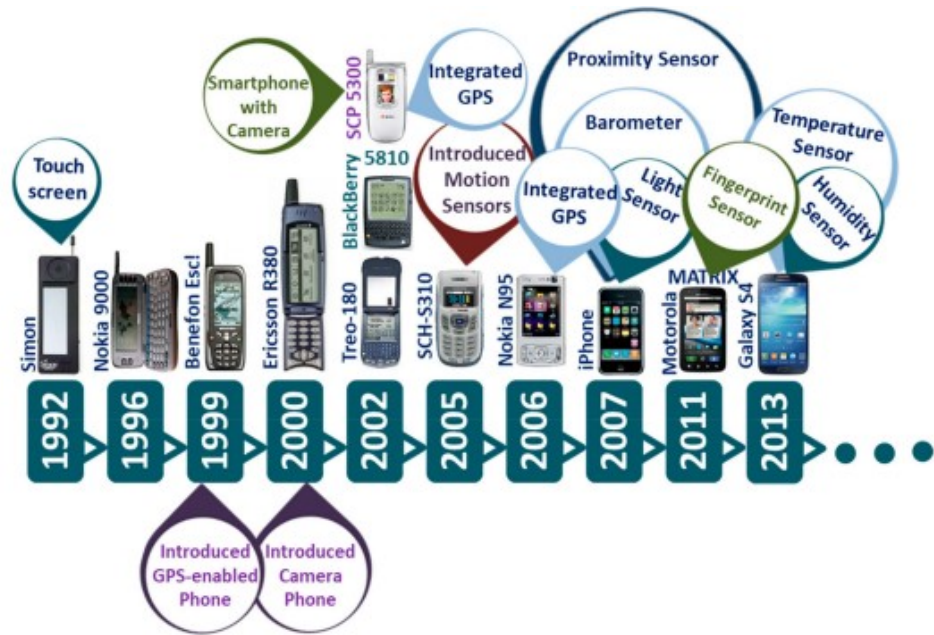 Smartphone
with
Camera
SCP 5300
Integrated
GPS
Proximity Sensor
Barometer
Temperature
Sensor
Touch
screen
BlackBerry 5810
Introduced
Motion
Sensors
Integrated
GPS
Light
Sensor
Fingerprint
Sensor
Humidity
Sensor
Simon
Nokia 9000
Benefon Esc!
Ericsson R380
Treo-180
SCH-S310
Nokia N95
iPhone
Motorola
MATRIX
Galaxy S4
1992
1996
1999
2000
2002
2005
2006
2007
2011
2013
Introduced
GPS-enabled
Phone
Introduced
Camera
Phone